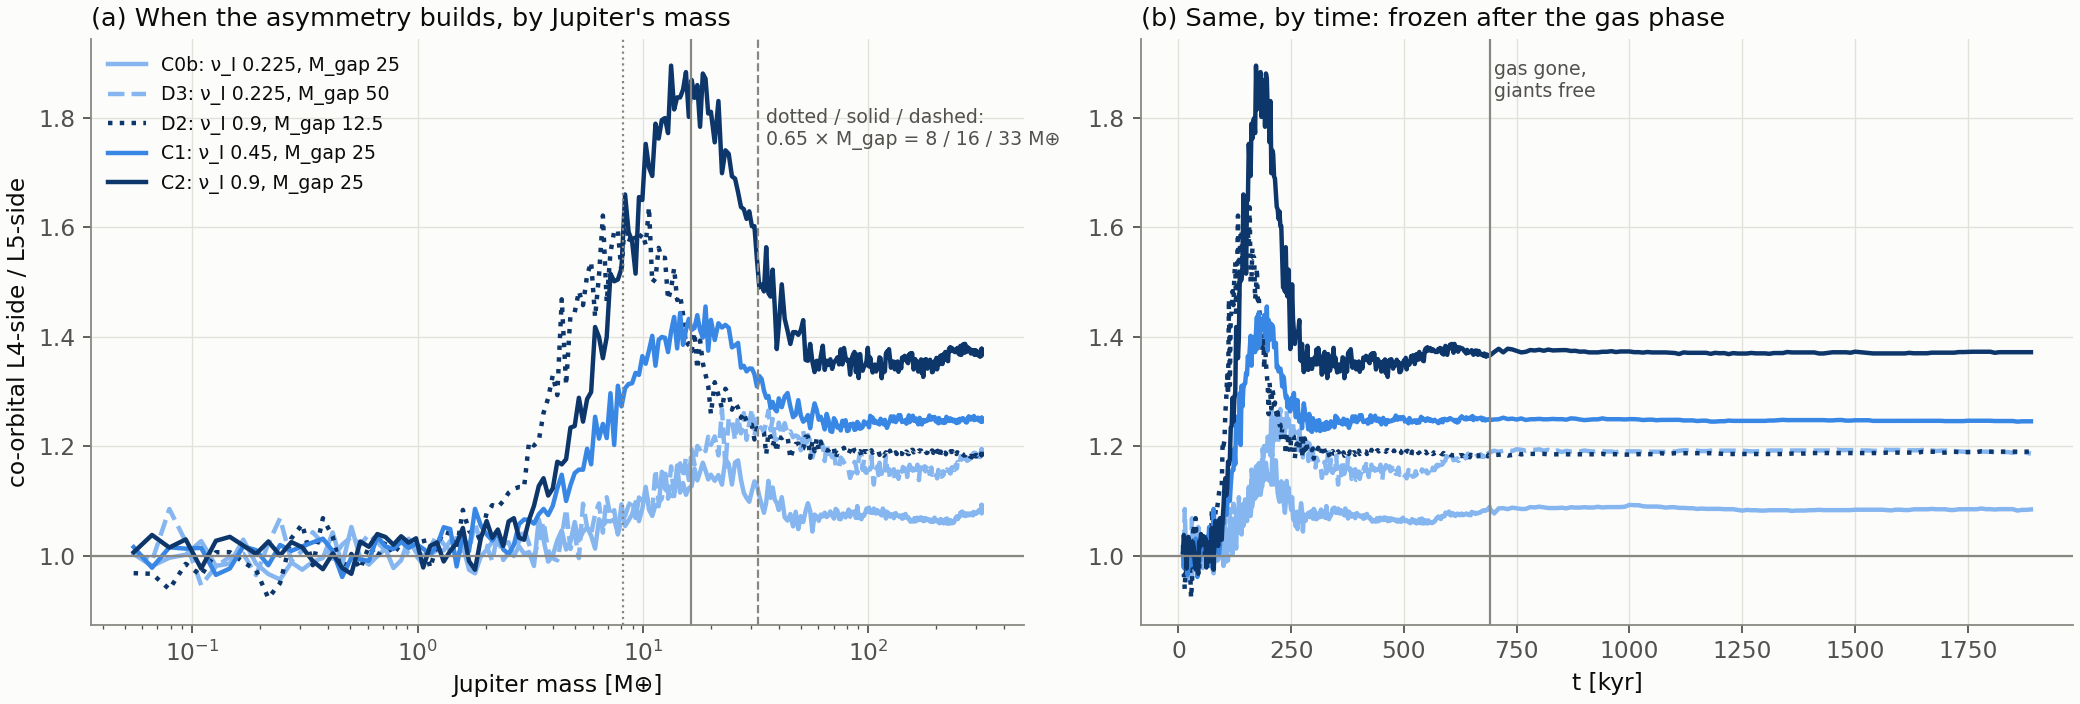 (a) When the asymmetry builds, by Jupiter's mass
C0b: ν_I 0.225, M_gap 25
D3: ν_I 0.225, M_gap 50
D2: ν_I 0.9, M_gap 12.5
C1: ν_I 0.45, M_gap 25
C2: ν_I 0.9, M_gap 25
dotted / solid / dashed:
0.65 × M_gap = 8 / 16 / 33 M⊕
co-orbital L4-side / L5-side
1.8
1.6
1.4
1.2
1.0
10⁻¹ 10⁰ 10¹ 10²
Jupiter mass [M⊕]
(b) Same, by time: frozen after the gas phase
gas gone,
giants free
1.8
1.6
1.4
1.2
1.0
0 250 500 750 1000 1250 1500 1750
t [kyr]